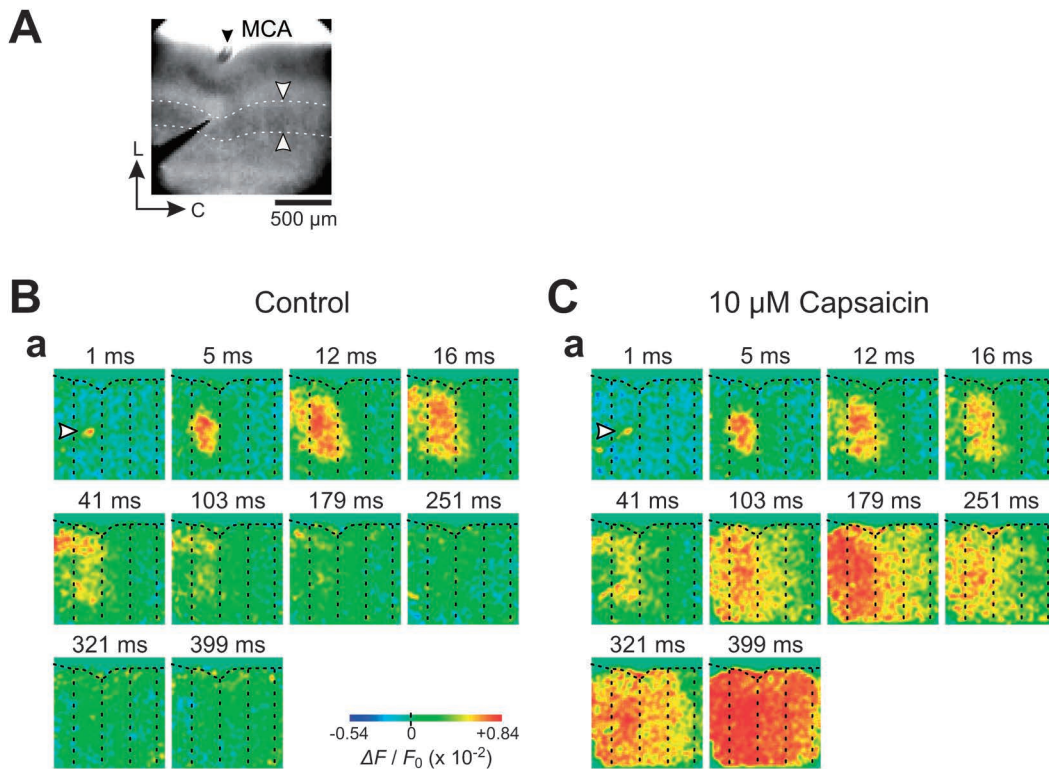 A
MCA
L
C
500 µm
B
Control
C
10 µM Capsaicin
a
1 ms
5 ms
12 ms
16 ms
41 ms
103 ms
179 ms
251 ms
321 ms
399 ms
-0.54
0
+0.84
ΔF / F0 (x 10-2)
a
1 ms
5 ms
12 ms
16 ms
41 ms
103 ms
179 ms
251 ms
321 ms
399 ms